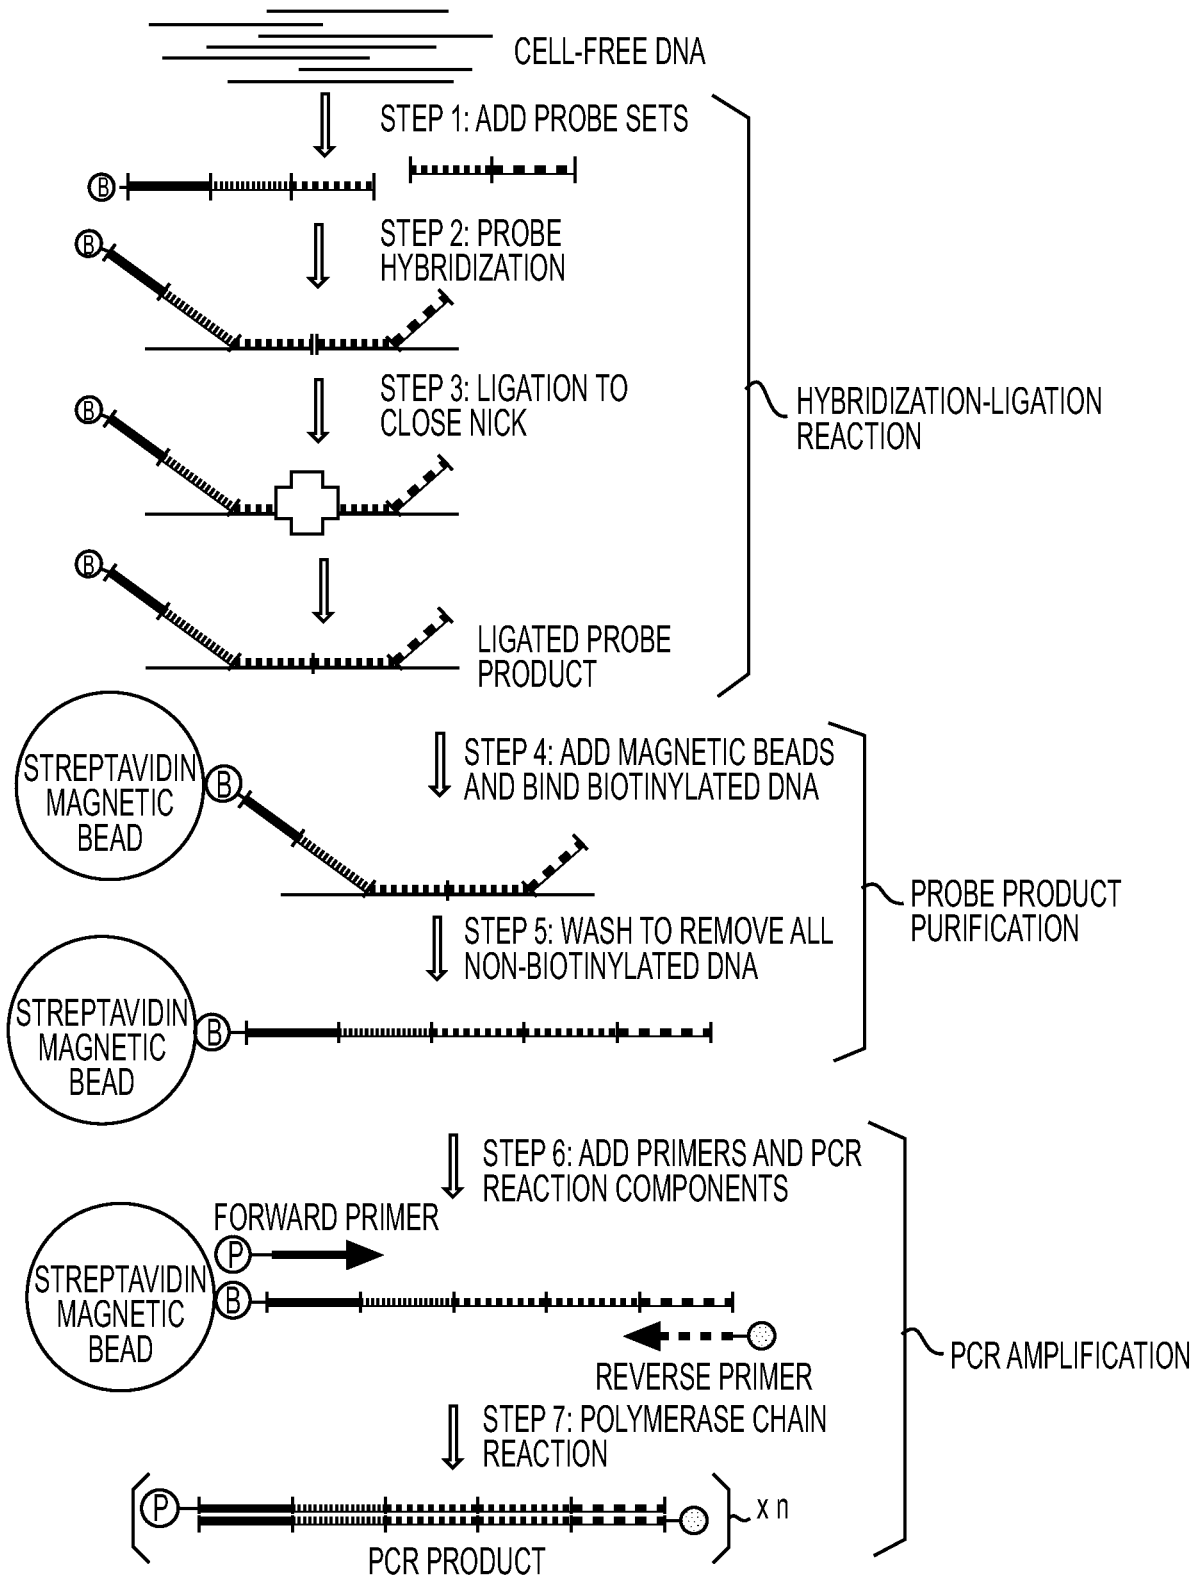 CELL-FREE DNA
STEP 1: ADD PROBE SETS
B
STEP 2: PROBE
HYBRIDIZATION
B
STEP 3: LIGATION TO
CLOSE NICK
B
HYBRIDIZATION-LIGATION
REACTION
B
LIGATED PROBE
PRODUCT
STEP 4: ADD MAGNETIC BEADS
AND BIND BIOTINYLATED DNA
STREPTAVIDIN
MAGNETIC
BEAD
B
PROBE PRODUCT
PURIFICATION
STEP 5: WASH TO REMOVE ALL
NON-BIOTINYLATED DNA
STREPTAVIDIN
MAGNETIC
BEAD
B
STEP 6: ADD PRIMERS AND PCR
REACTION COMPONENTS
FORWARD PRIMER
P
STREPTAVIDIN
MAGNETIC
BEAD
B
REVERSE PRIMER
PCR AMPLIFICATION
STEP 7: POLYMERASE CHAIN
REACTION
P
x n
PCR PRODUCT